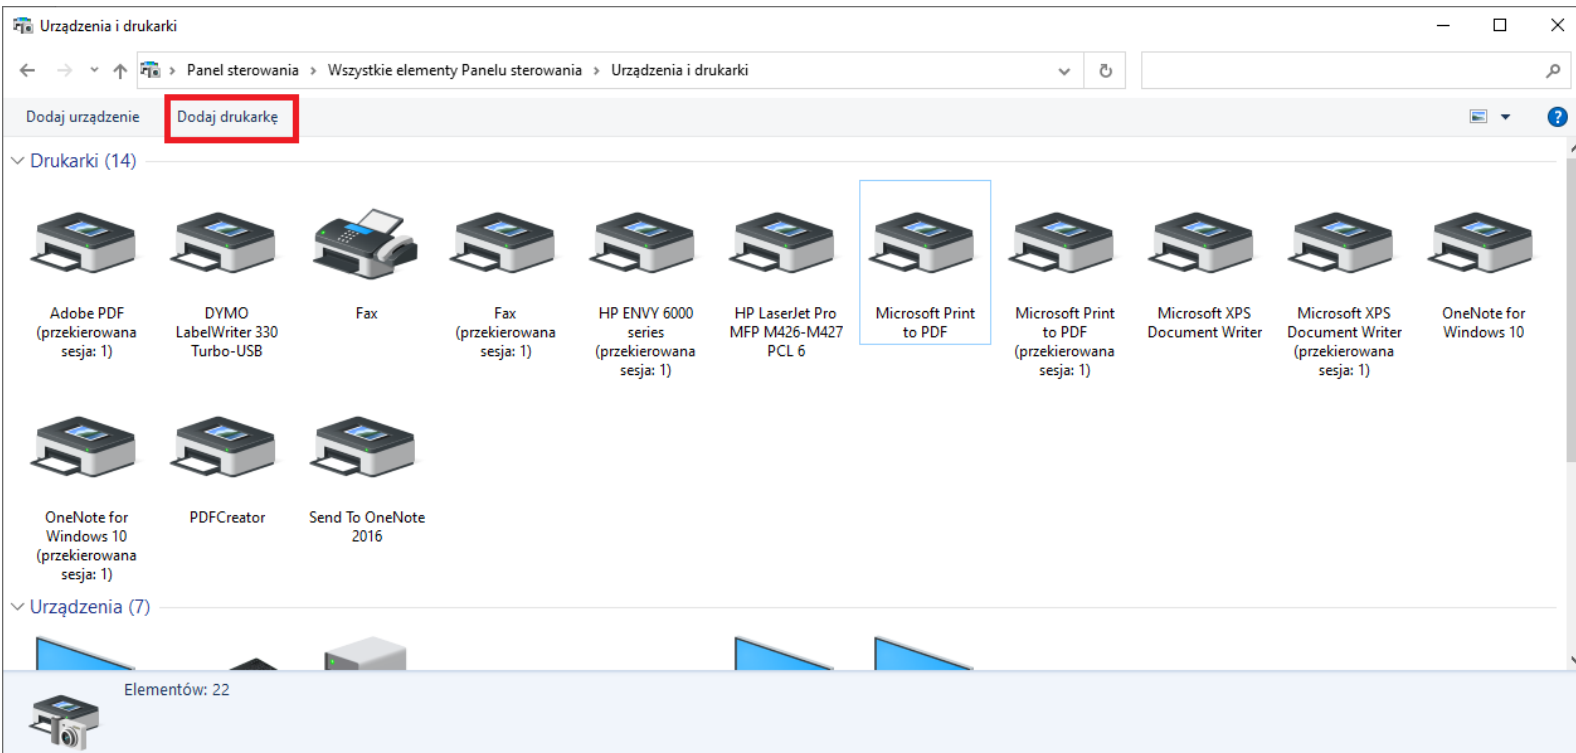 Urządzenia i drukarki
Panel sterowania > Wszystkie elementy Panelu sterowania > Urządzenia i drukarki
Dodaj urządzenie Dodaj drukarkę
Drukarki (14)
Adobe PDF
(przekierowana
sesja: 1)
DYMO
LabelWriter 330
Turbo-USB
Fax
Fax
(przekierowana
sesja: 1)
HP ENVY 6000
series
(przekierowana
sesja: 1)
HP LaserJet Pro
MFP M426-M427
PCL 6
Microsoft Print
to PDF
Microsoft Print
to PDF
(przekierowana
sesja: 1)
Microsoft XPS
Document Writer
Microsoft XPS
Document Writer
(przekierowana
sesja: 1)
OneNote for
Windows 10
OneNote for
Windows 10
(przekierowana
sesja: 1)
PDFCreator
Send To OneNote
2016
Urządzenia (7)
Elementów: 22